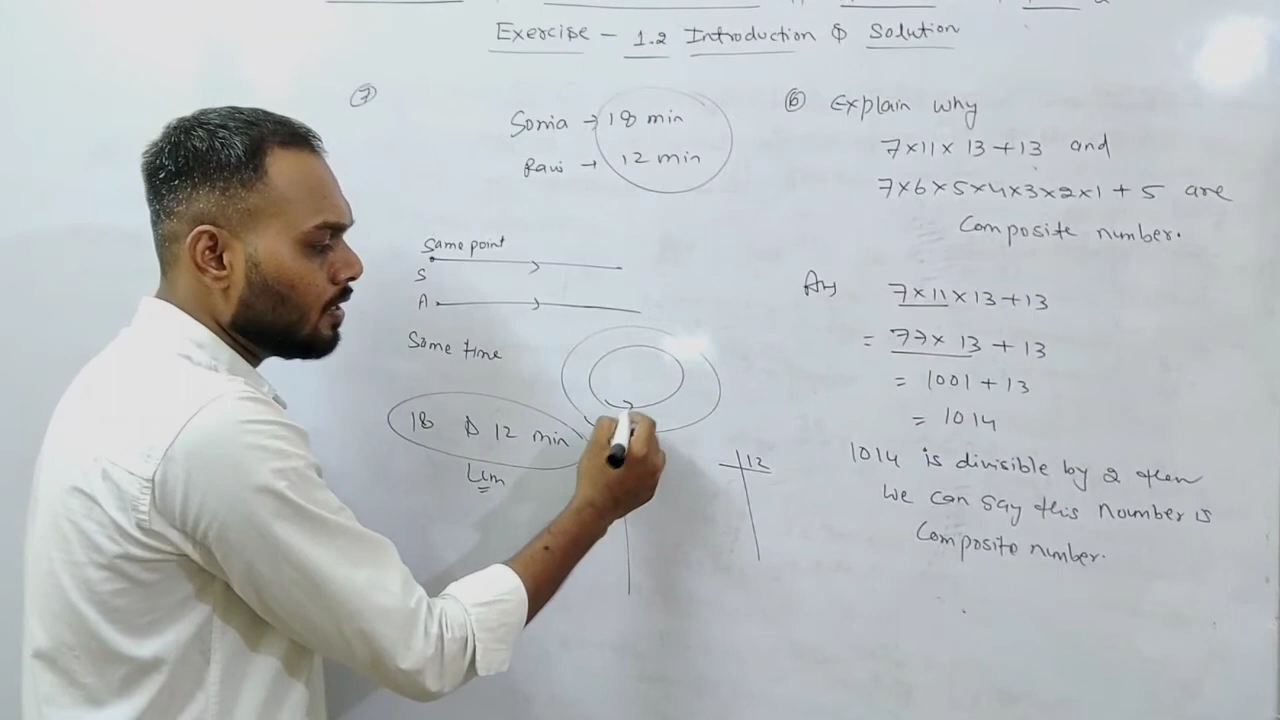 Exercise – 1.2 Introduction & Solution
⑦
Sonia → 18 min
Ravi → 12 min
Same point
S
A
Same time
18 & 12 min
Lcm
12
⑥ Explain why
7×11×13+13 and
7×6×5×4×3×2×1+5 are
Composite number.
Ans 7×11×13+13
= 77×13+13
= 1001+13
= 1014
1014 is divisible by 2 then
we can say this number is
Composite number.